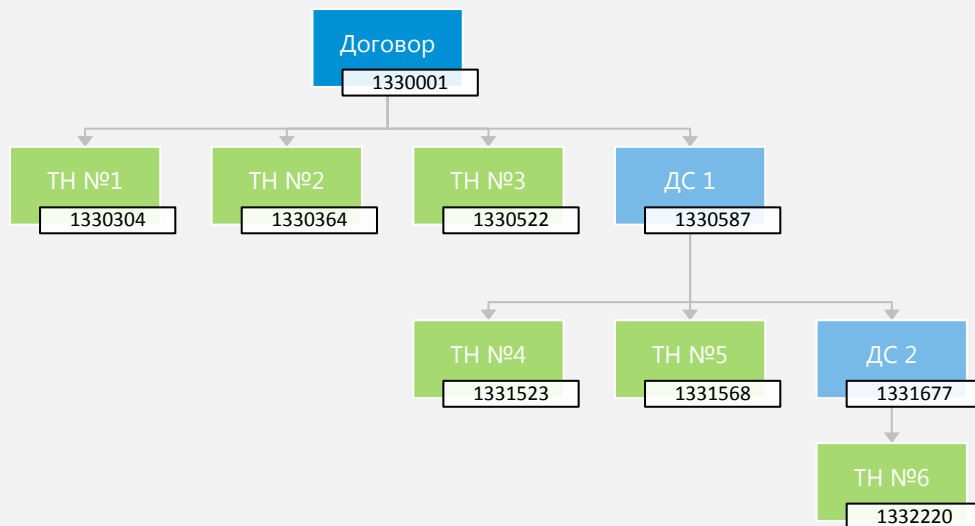 Договор
1330001
ТН №1
1330304
ТН №2
1330364
ТН №3
1330522
ДС 1
1330587
ТН №4
1331523
ТН №5
1331568
ДС 2
1331677
ТН №6
1332220